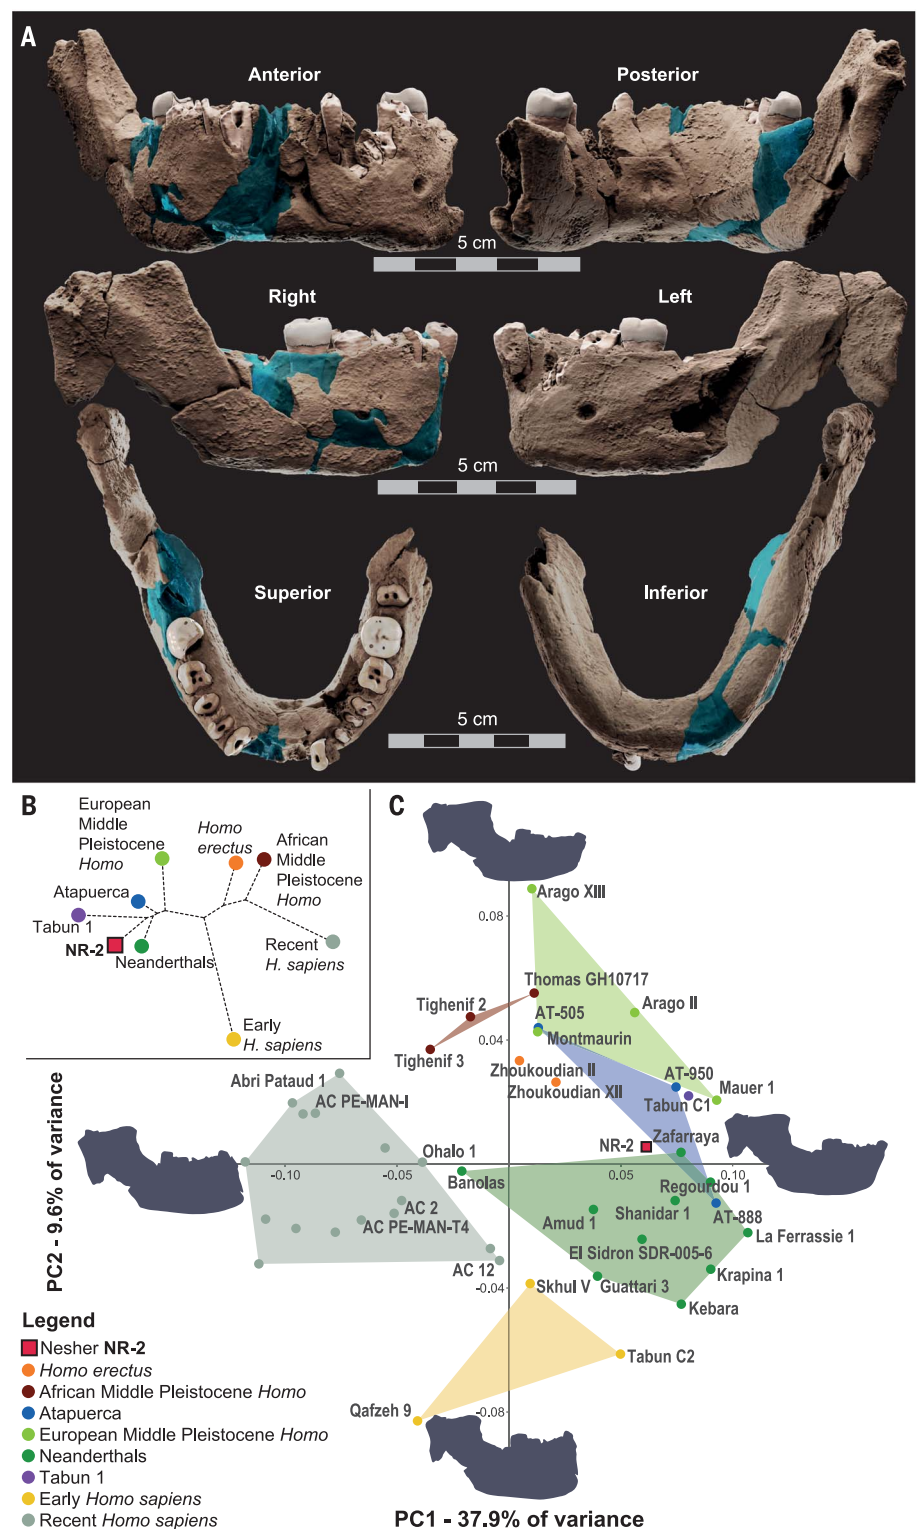 A
Anterior
Posterior
5 cm
Right
Left
5 cm
Superior
Inferior
5 cm
B
European
Middle
Pleistocene
Homo
Homo
erectus
African
Middle
Pleistocene
Homo
Atapuerca
Tabun 1
NR-2
Neanderthals
Recent
H. sapiens
Early
H. sapiens
C
Arago XIII
0.08
Thomas GH10717
Tighenif 2
Arago II
AT-505
0.04
Montmaurin
Tighenif 3
Zhoukoudian II
Abri Pataud 1
AT-950
Zhoukoudian XII
Mauer 1
AC PE-MAN-I
Tabun C1
NR-2
Zafarraya
Ohalo 1
-0.10
-0.05
0.05
0.10
Banolas
Regourdou 1
AC 2
Shanidar 1
AT-888
Amud 1
AC PE-MAN-T4
La Ferrassie 1
El Sidron SDR-005-6
AC 12
Krapina 1
-0.04
Skhul V
Guattari 3
Kebara
Tabun C2
Qafzeh 9
-0.08
PC2 - 9.6% of variance
PC1 - 37.9% of variance
Legend
Nesher NR-2
Homo erectus
African Middle Pleistocene Homo
Atapuerca
European Middle Pleistocene Homo
Neanderthals
Tabun 1
Early Homo sapiens
Recent Homo sapiens